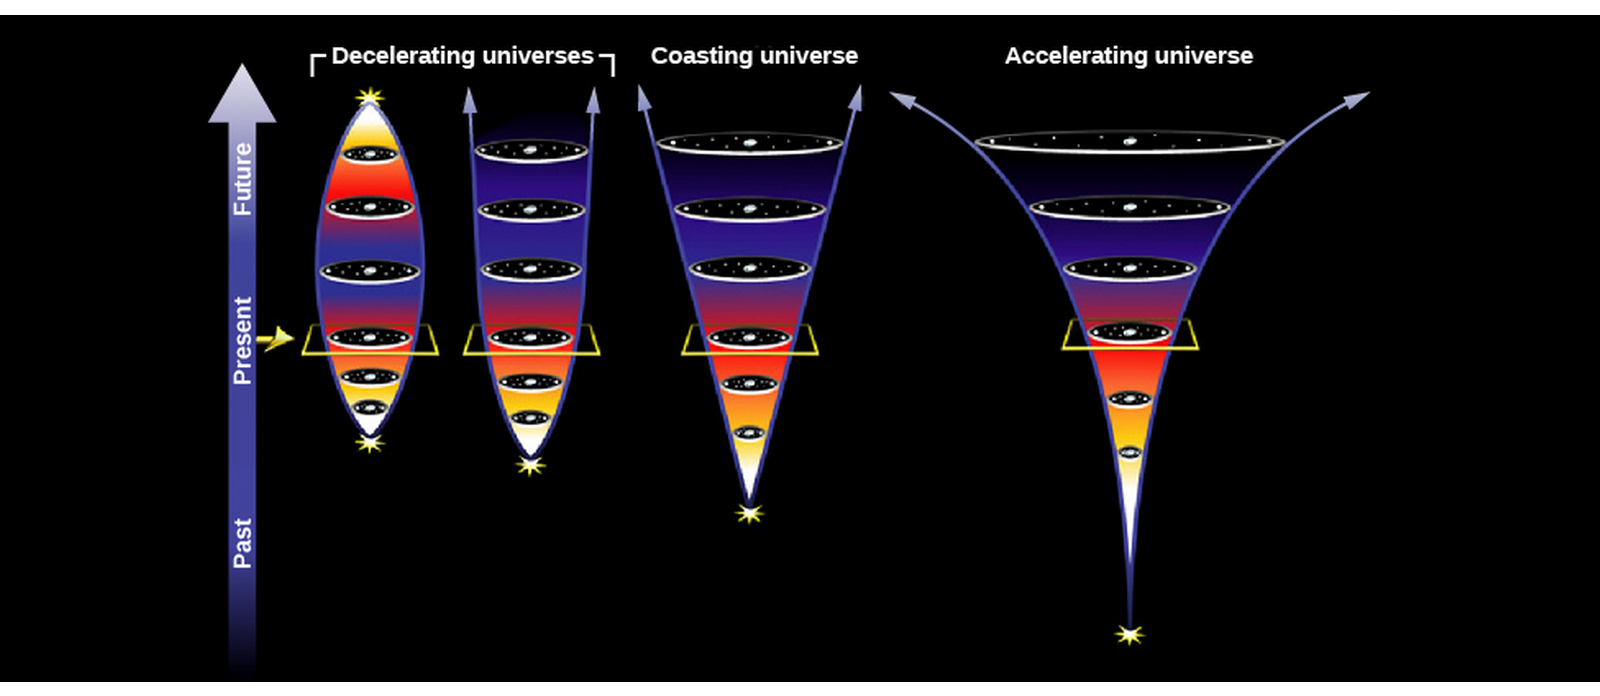 Decelerating universes
Coasting universe
Accelerating universe
Future
Present
Past